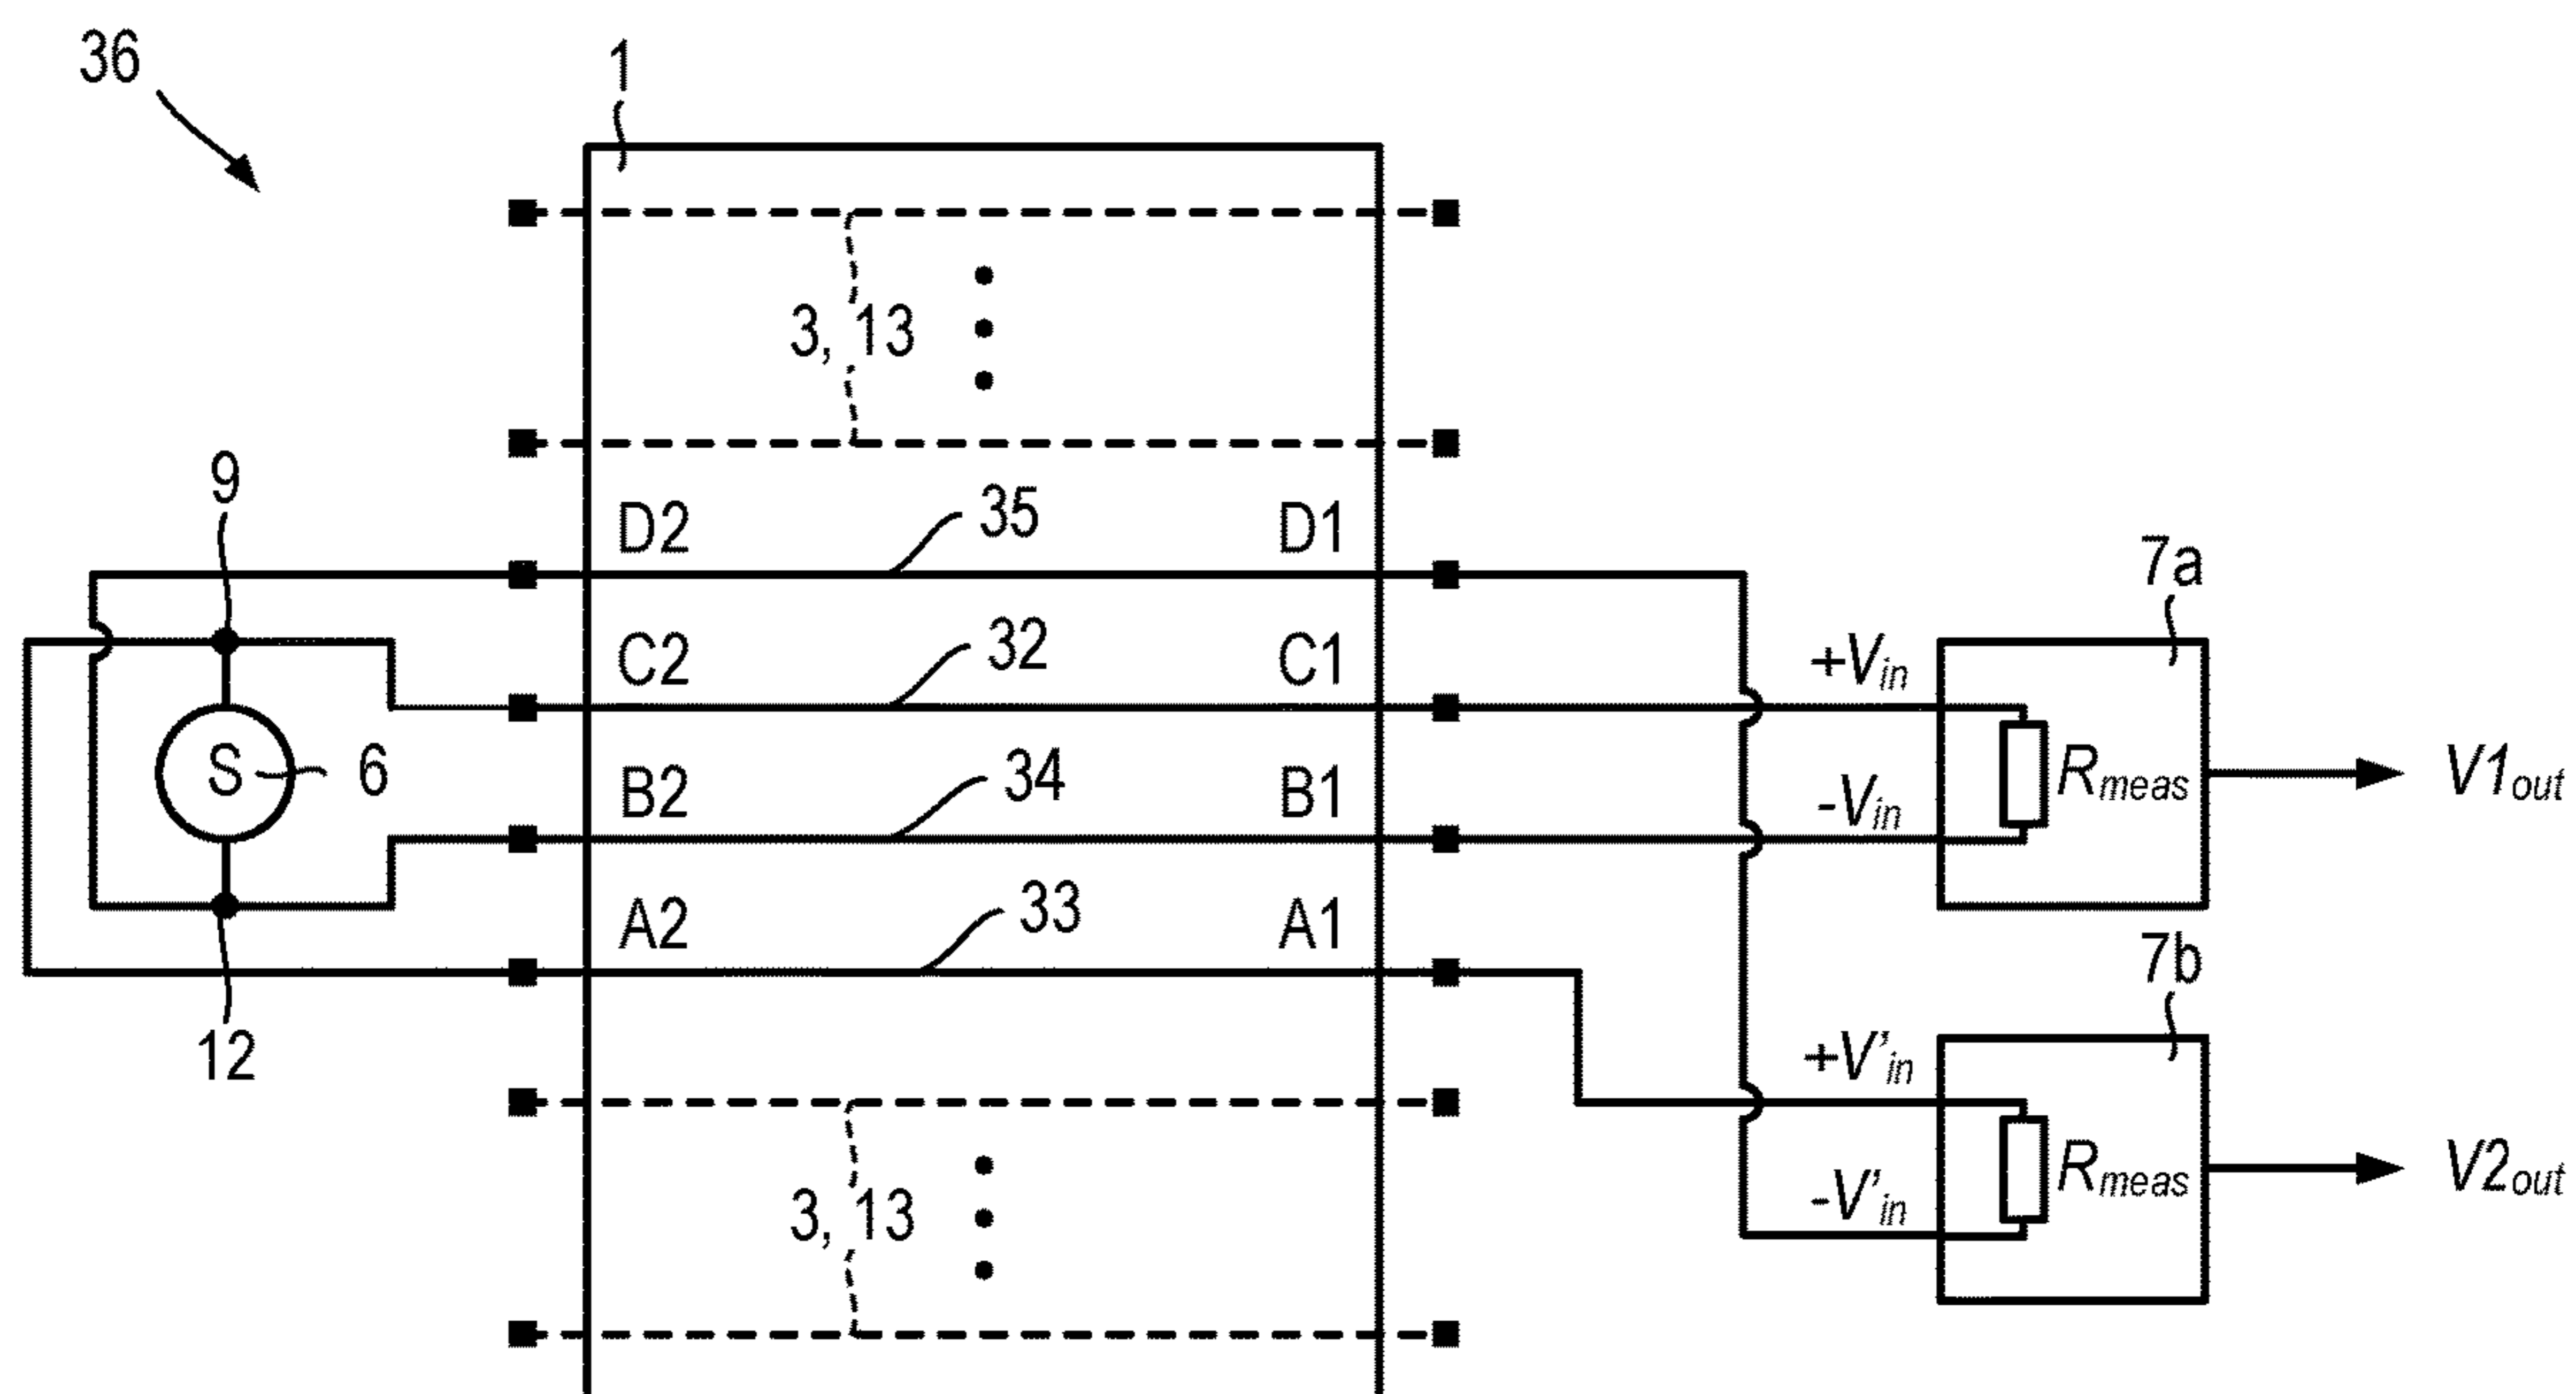 36
1
3, 13
9
D2
35
D1
7a
C2
32
C1
+Vin
S
6
B2
34
B1
-Vin
Rmeas
V1out
A2
33
A1
7b
12
+V'in
3, 13
-V'in
Rmeas
V2out